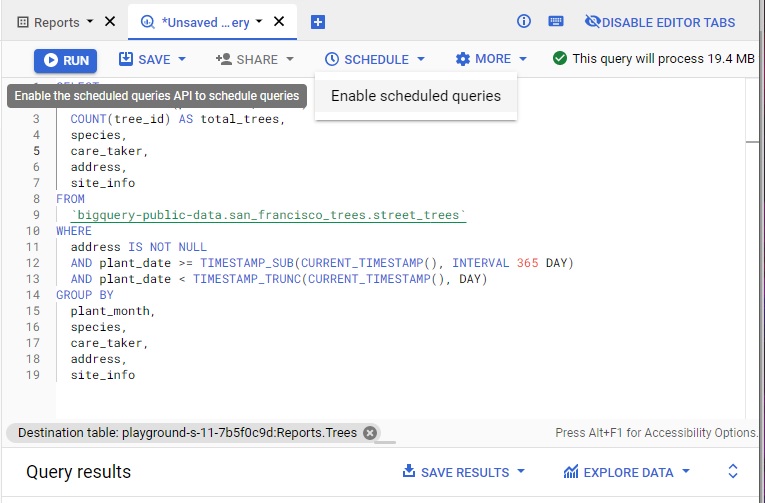 Reports
*Unsaved ...ery
DISABLE EDITOR TABS
RUN
SAVE
SHARE
SCHEDULE
MORE
This query will process 19.4 MB
Enable the scheduled queries API to schedule queries
Enable scheduled queries
3 COUNT(tree_id) AS total_trees,
4 species,
5 care_taker,
6 address,
7 site_info
8 FROM
9 `bigquery-public-data.san_francisco_trees.street_trees`
10 WHERE
11 address IS NOT NULL
12 AND plant_date >= TIMESTAMP_SUB(CURRENT_TIMESTAMP(), INTERVAL 365 DAY)
13 AND plant_date < TIMESTAMP_TRUNC(CURRENT_TIMESTAMP(), DAY)
14 GROUP BY
15 plant_month,
16 species,
17 care_taker,
18 address,
19 site_info
Destination table: playground-s-11-7b5f0c9d:Reports.Trees
Press Alt+F1 for Accessibility Options.
Query results
SAVE RESULTS
EXPLORE DATA